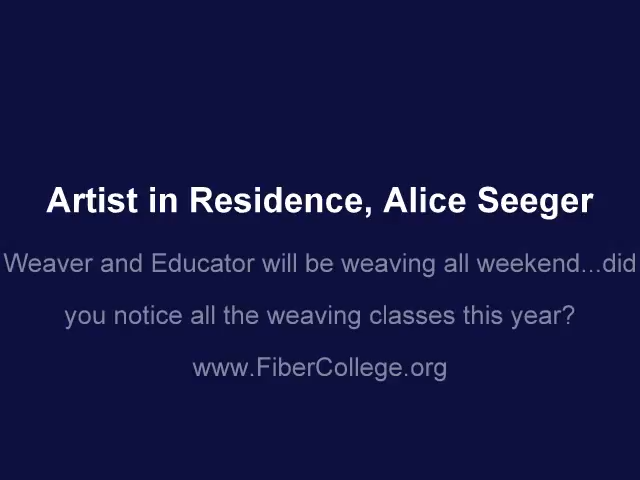 Artist in Residence, Alice Seeger
Weaver and Educator will be weaving all weekend...did
you notice all the weaving classes this year?
www.FiberCollege.org